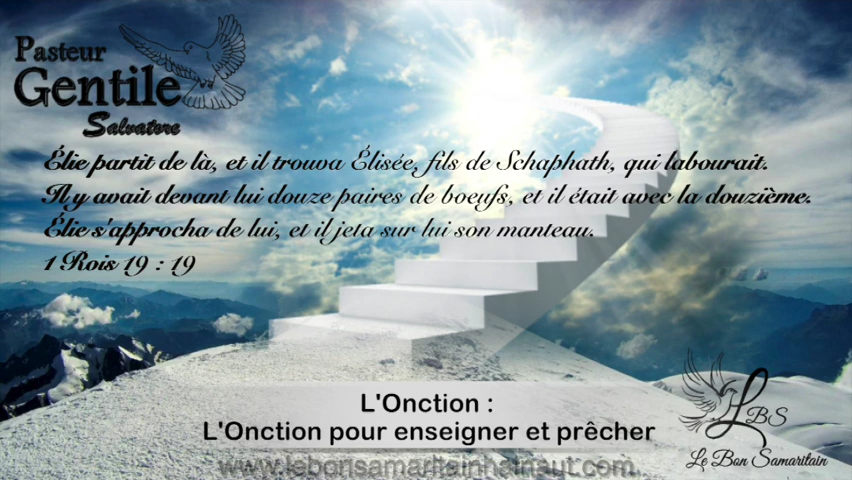 Pasteur
Gentile
Salvatore
Élie partit de là, et il trouva Élisée, fils de Schaphath, qui labourait.
Il y avait devant lui douze paires de boeufs, et il était avec la douzième.
Élie s'approcha de lui, et il jeta sur lui son manteau.
1 Rois 19 : 19
L'Onction :
L'Onction pour enseigner et prêcher
LBS
Le Bon Samaritain
www.lebonsamaritainhainaut.com